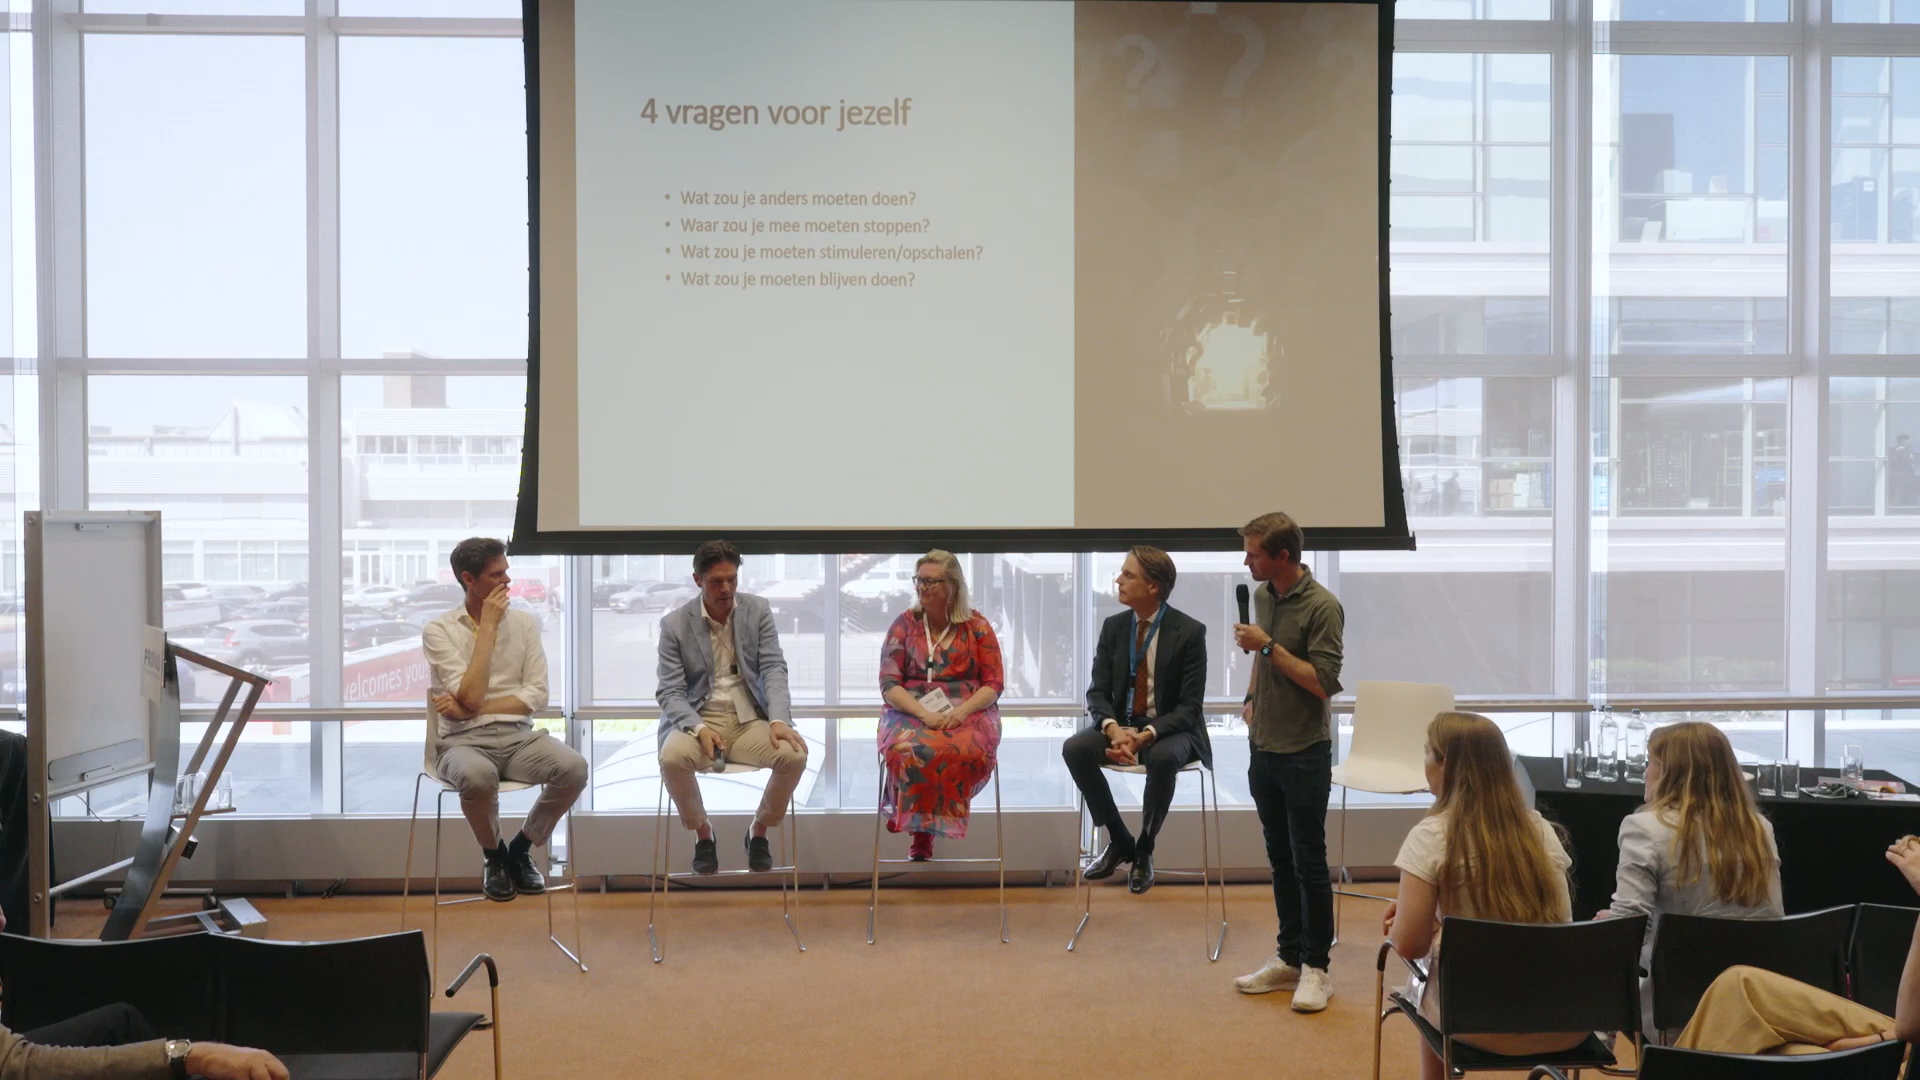 4 vragen voor jezelf
• Wat zou je anders moeten doen?
• Waar zou je mee moeten stoppen?
• Wat zou je moeten stimuleren/opschalen?
• Wat zou je moeten blijven doen?
welcomes you